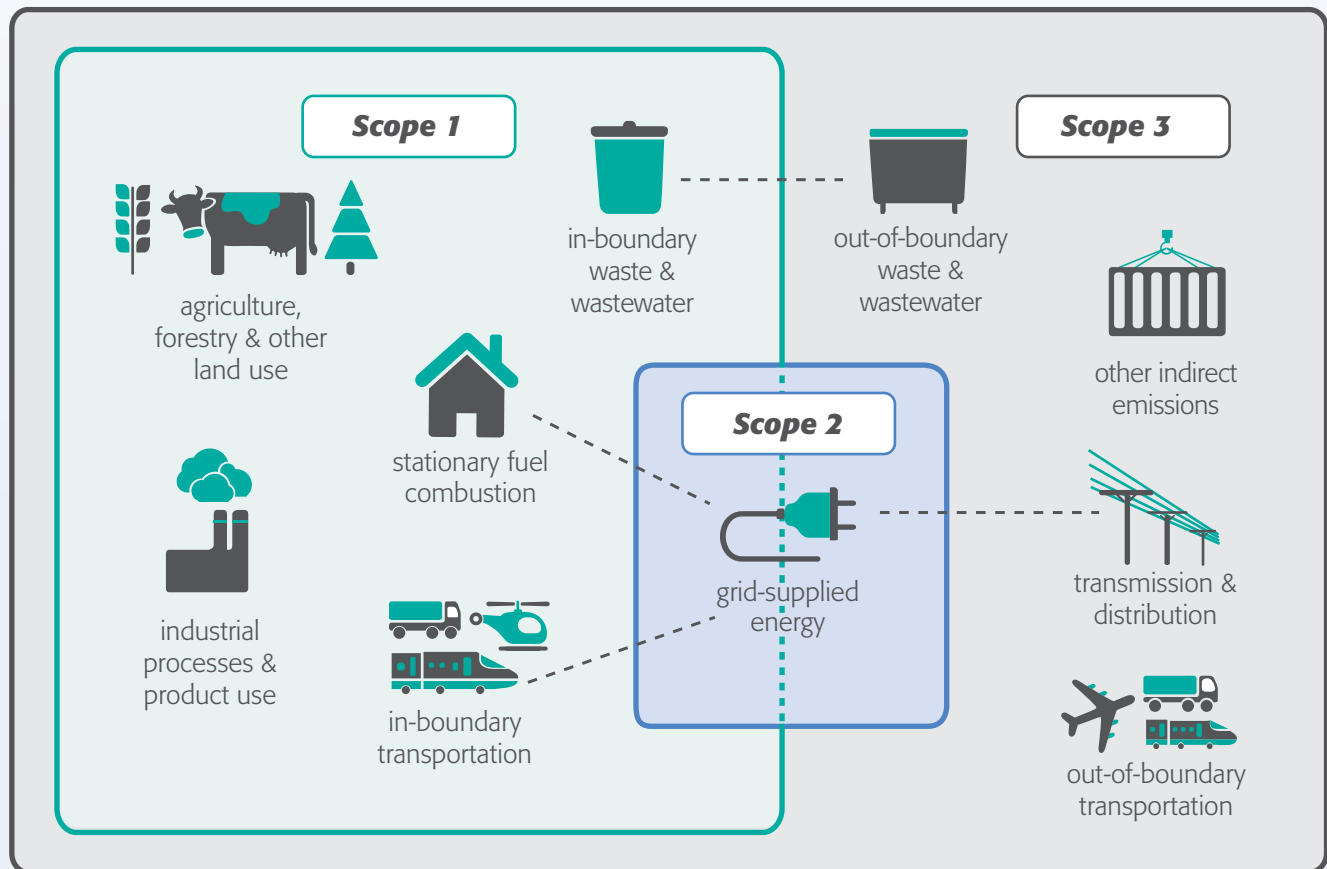 Scope 1
Scope 3
in-boundary
waste &
wastewater
out-of-boundary
waste &
wastewater
agriculture,
forestry & other
land use
other indirect
emissions
Scope 2
stationary fuel
combustion
grid-supplied
energy
transmission &
distribution
industrial
processes &
product use
in-boundary
transportation
out-of-boundary
transportation